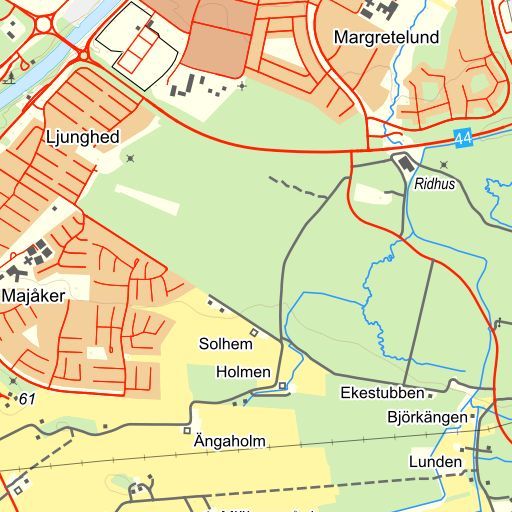 Margretelund
Ljunghed
44
Ridhus
Majåker
Solhem
Holmen
Ekestubben
61
Björkängen
Ängaholm
Lunden